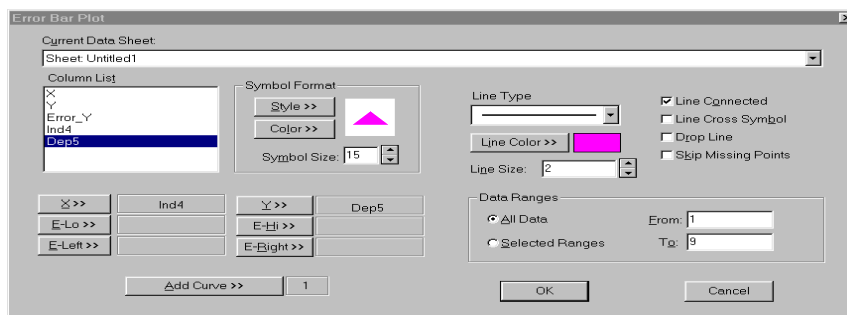 Error Bar Plot
Current Data Sheet:
Sheet: Untitled1
Column List
X
Y
Error_Y
Ind4
Dep5
Symbol Format
Style >>
Color >>
Symbol Size: 15
Line Type
Line Color >>
Line Size: 2
Line Connected
Line Cross Symbol
Drop Line
Skip Missing Points
X >> Ind4 Y >> Dep5
E-Lo >> E-Hi >>
E-Left >> E-Right >>
Data Ranges
All Data From: 1
Selected Ranges To: 9
Add Curve >> 1
OK Cancel